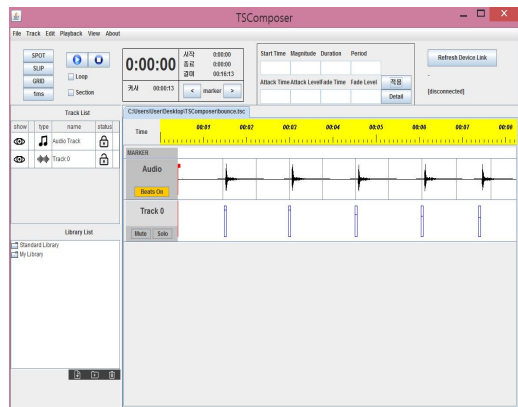 TSComposer
File Track Edit Playback View About
SPOT
SLIP
GRID
1ms
Loop
Section
0:00:00
시작 0:00:00
종료 0:00:00
길이 0:16:13
커서 00:00:13
< marker >
Start Time Magnitude Duration Period
Attack Time Attack Level Fade Time Fade Level
적용
Detail
Refresh Device Link
-
[disconnected]
Track List
show type name status
Audio Track
Track 0
Library List
Standard Library
My Library
C:\Users\User\Desktop\TSComposer\bounce.tsc
Time 00:01 00:02 00:03 00:04 00:05 00:06 00:07 00:08 00:09
MARKER
Audio
Beats On
Track 0
Mute Solo